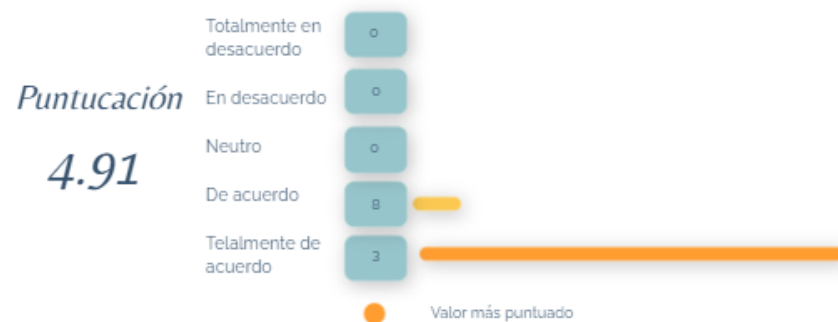 Puntucación
4.91
Totalmente en
desacuerdo
0
En desacuerdo
0
Neutro
0
De acuerdo
8
Telalmente de
acuerdo
3
Valor más puntuado